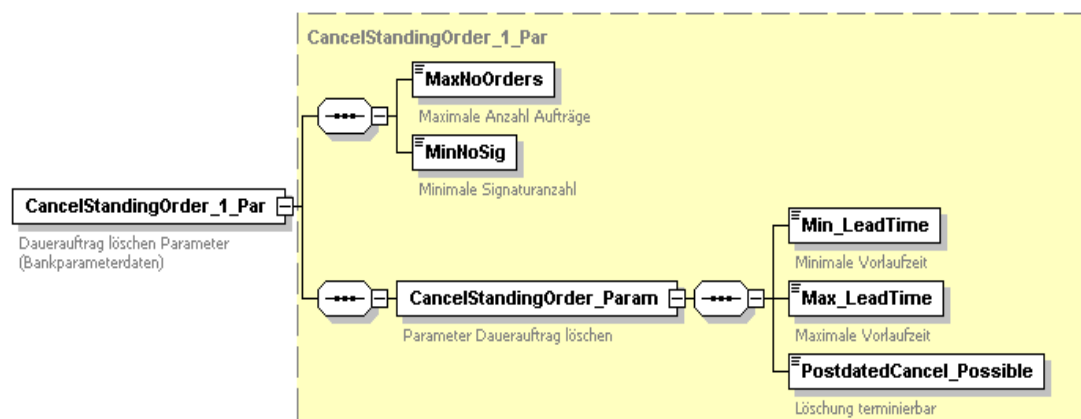 CancelStandingOrder_1_Par
MaxNoOrders
Maximale Anzahl Aufträge
MinNoSig
Minimale Signaturanzahl
CancelStandingOrder_1_Par
Dauerauftrag löschen Parameter
(Bankparameterdaten)
CancelStandingOrder_Param
Parameter Dauerauftrag löschen
Min_LeadTime
Minimale Vorlaufzeit
Max_LeadTime
Maximale Vorlaufzeit
PostdatedCancel_Possible
Löschung terminierbar